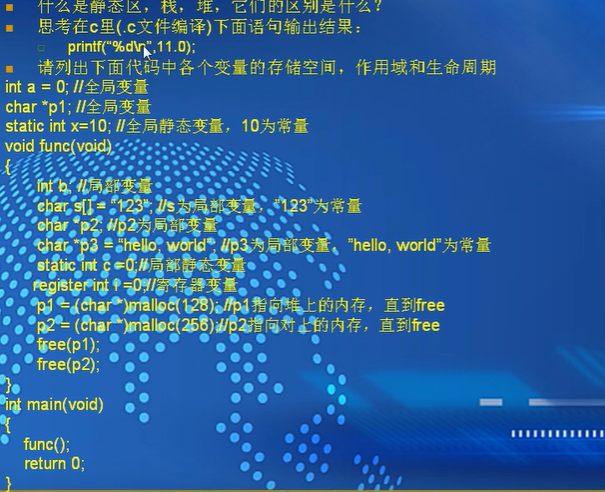 什么是静态区，栈，堆，它们的区别是什么？
思考在c里(.c文件编译)下面语句输出结果：
printf("%d\n",11.0);
请列出下面代码中各个变量的存储空间，作用域和生命周期
int a = 0; //全局变量
char *p1; //全局变量
static int x=10; //全局静态变量，10为常量
void func(void)
{
int b; //局部变量
char s[] = "123"; //s为局部变量，"123"为常量
char *p2; //p2为局部变量
char *p3 = "hello, world"; //p3为局部变量，"hello, world"为常量
static int c =0;//局部静态变量
register int i =0;//寄存器变量
p1 = (char *)malloc(128); //p1指向堆上的内存，直到free
p2 = (char *)malloc(256);//p2指向对上的内存，直到free
free(p1);
free(p2);
}
int main(void)
{
func();
return 0;
}